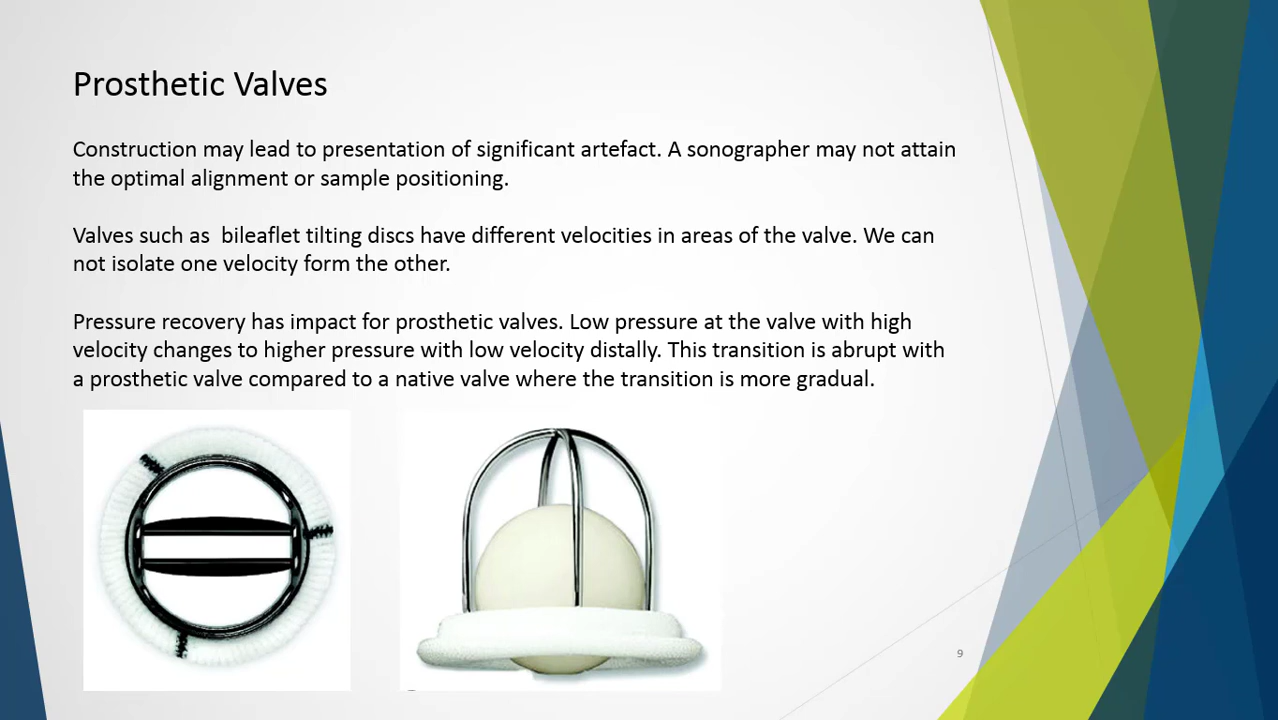 Prosthetic Valves
Construction may lead to presentation of significant artefact. A sonographer may not attain
the optimal alignment or sample positioning.
Valves such as  bileaflet tilting discs have different velocities in areas of the valve. We can
not isolate one velocity form the other.
Pressure recovery has impact for prosthetic valves. Low pressure at the valve with high
velocity changes to higher pressure with low velocity distally. This transition is abrupt with
a prosthetic valve compared to a native valve where the transition is more gradual.
9